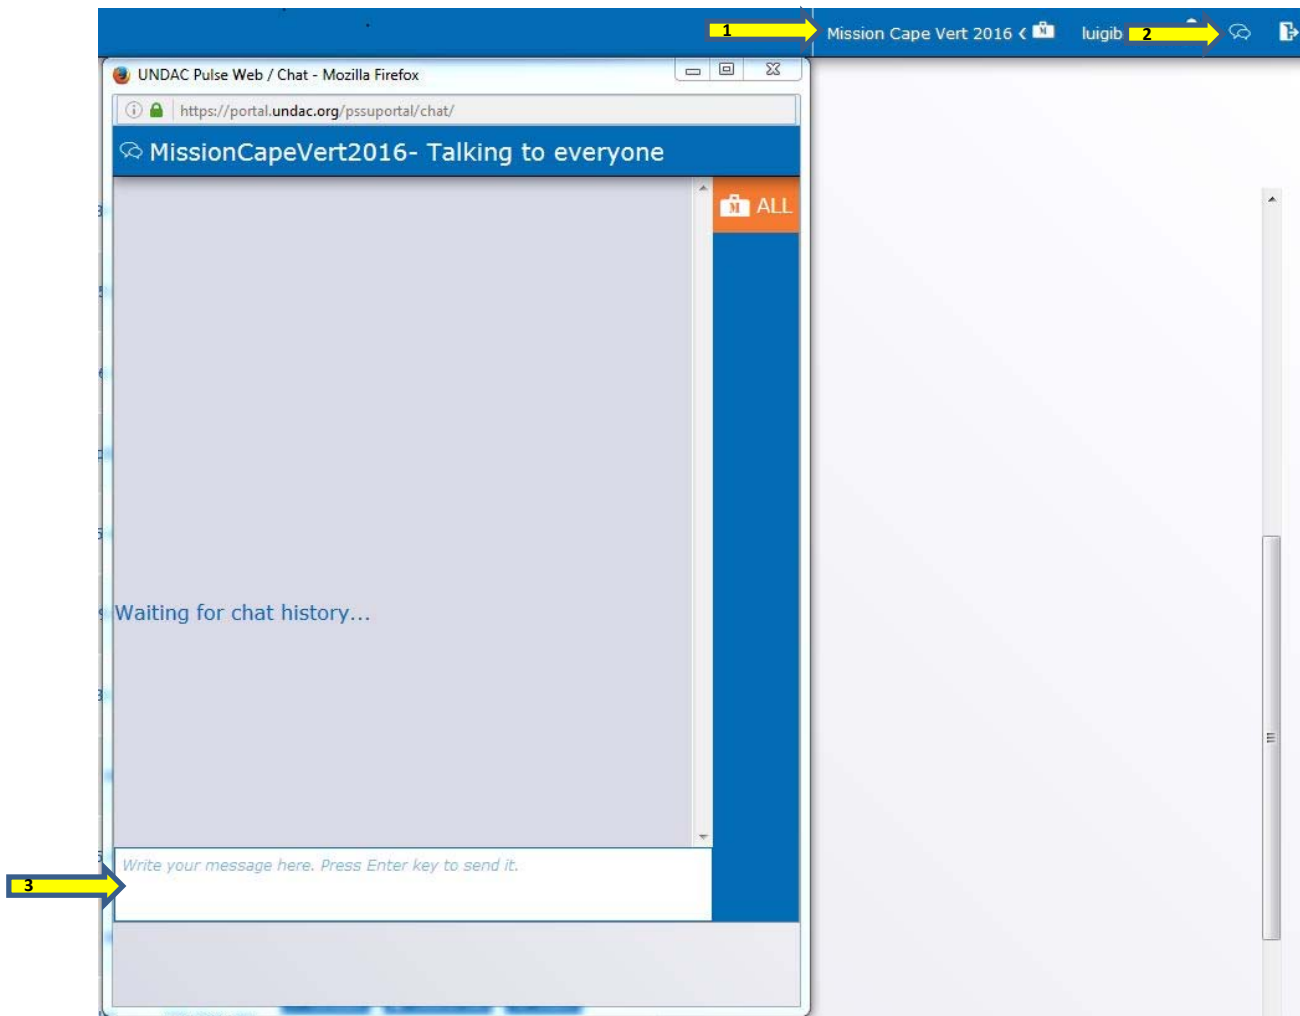 1
Mission Cape Vert 2016
luigib
2
UNDAC Pulse Web / Chat - Mozilla Firefox
https://portal.undac.org/pssuportal/chat/
MissionCapeVert2016- Talking to everyone
M ALL
Waiting for chat history...
Write your message here. Press Enter key to send it.
3